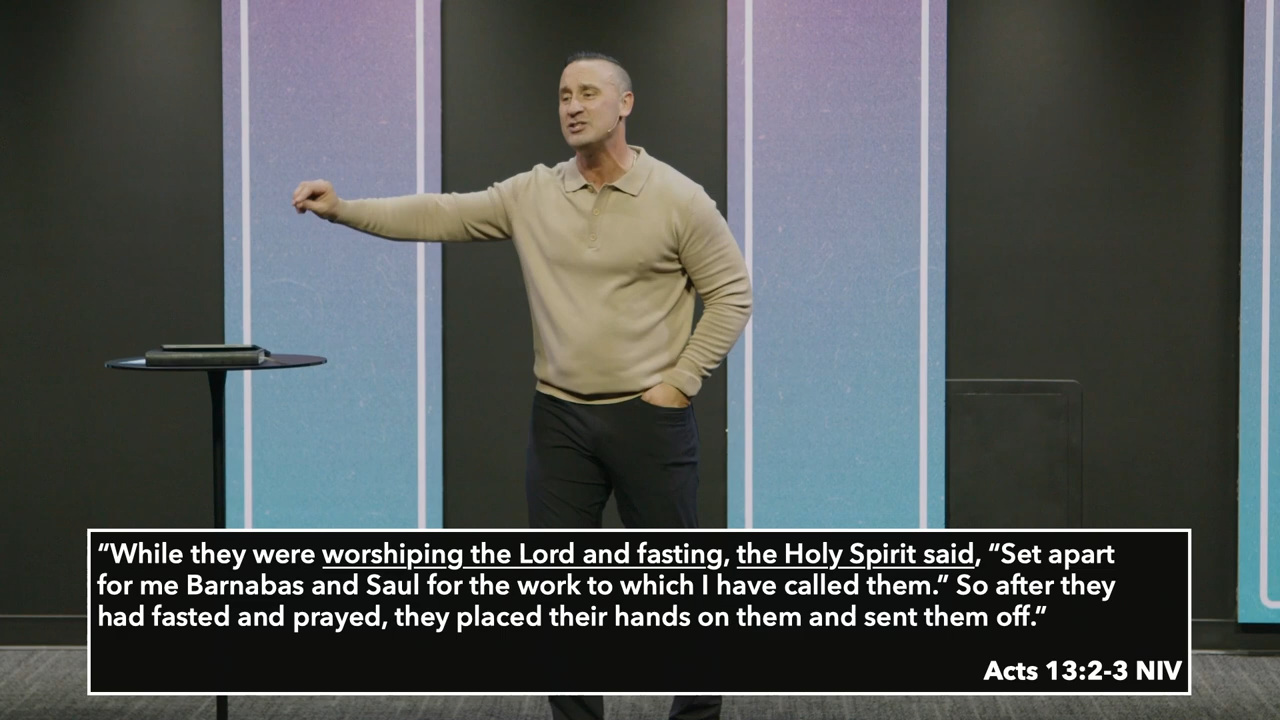 “While they were worshiping the Lord and fasting, the Holy Spirit said, “Set apart
for me Barnabas and Saul for the work to which I have called them.” So after they
had fasted and prayed, they placed their hands on them and sent them off.”
Acts 13:2-3 NIV